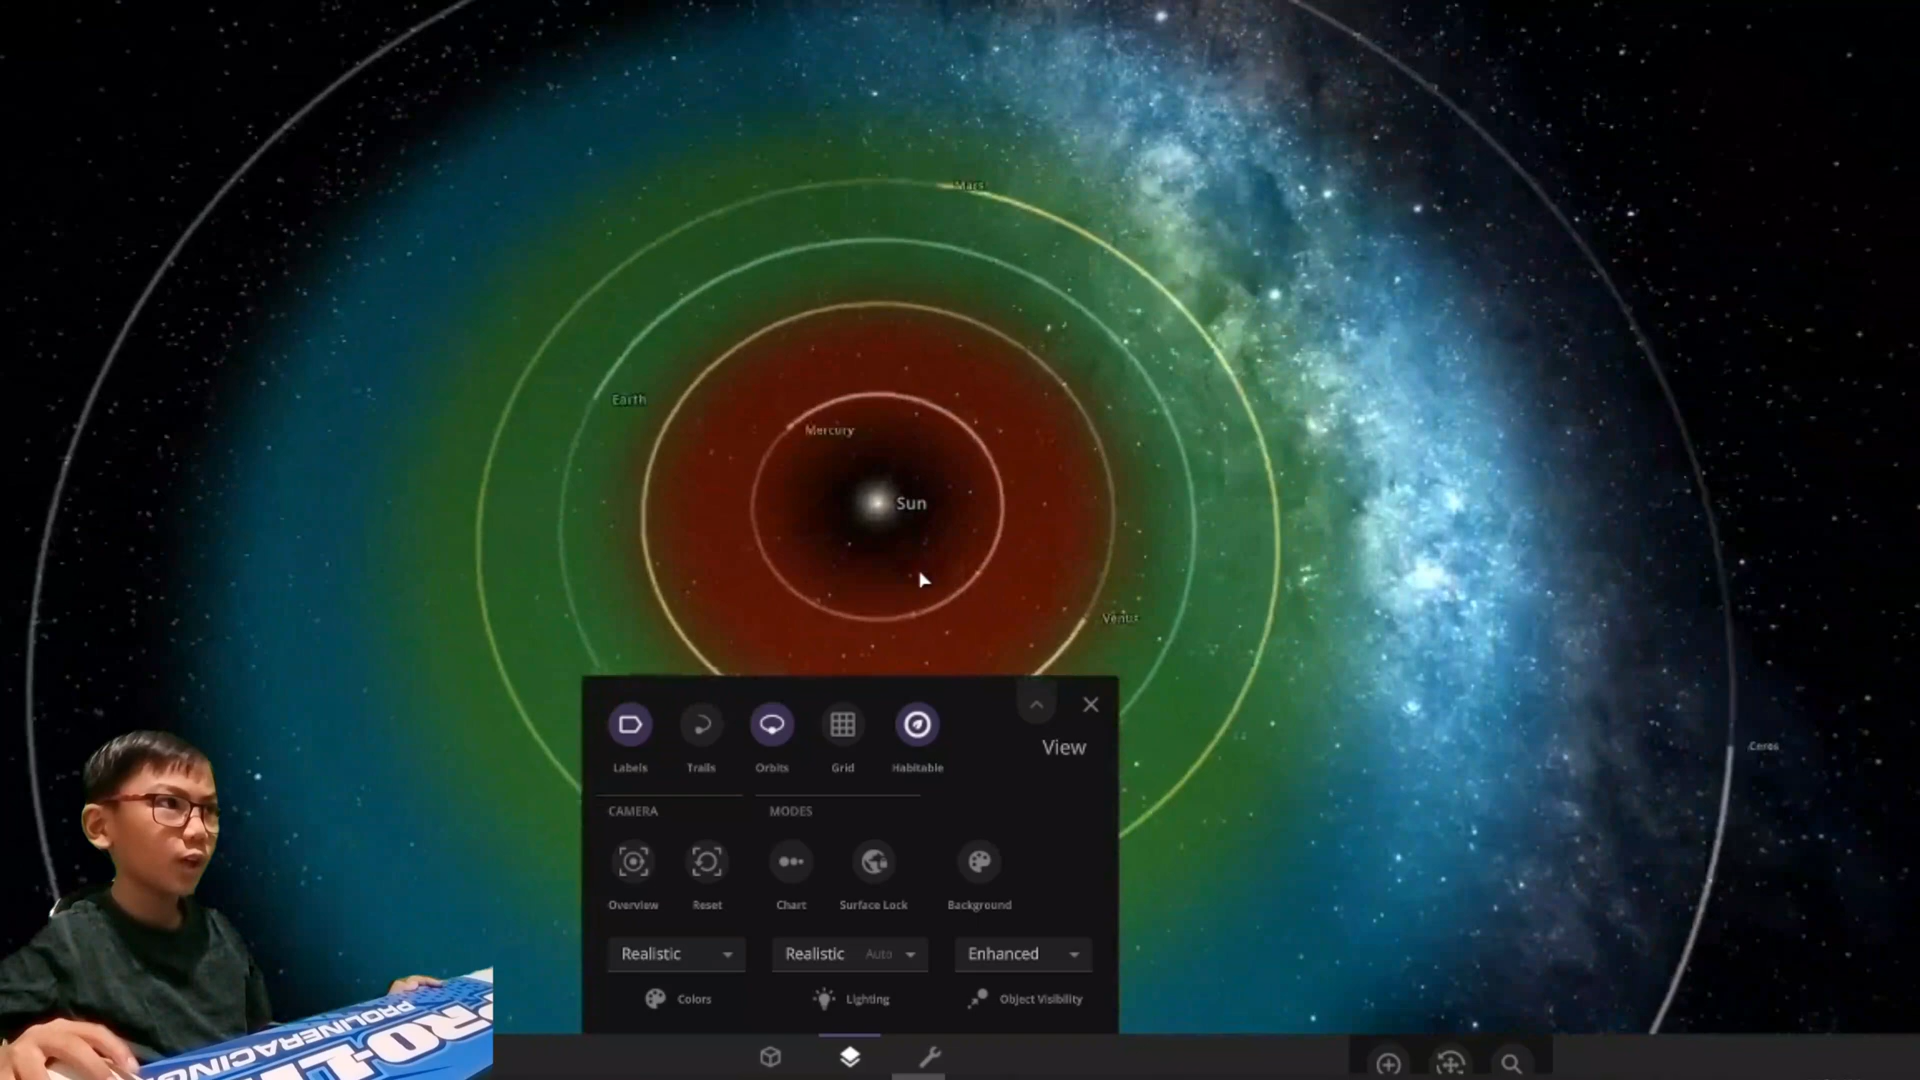 Mars
Earth
Mercury
Sun
Venus
Ceres
View
Labels
Trails
Orbits
Grid
Habitable
CAMERA
MODES
Overview
Reset
Chart
Surface Lock
Background
Realistic
Realistic Auto
Enhanced
Colors
Lighting
Object Visibility
PROLINERACING